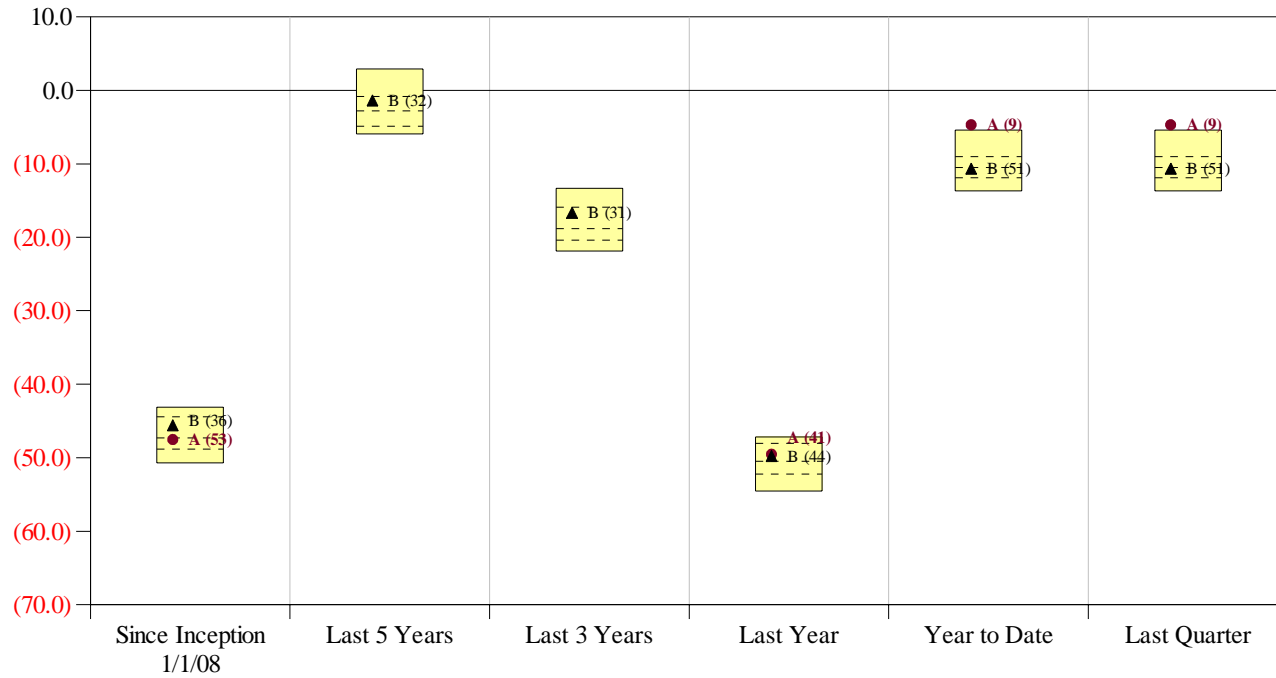 10.0
0.0
(10.0)
(20.0)
(30.0)
(40.0)
(50.0)
(60.0)
(70.0)
B (36)
A (53)
B (32)
B (31)
A (41)
B (44)
A (9)
B (51)
A (9)
B (51)
Since Inception
1/1/08
Last 5 Years
Last 3 Years
Last Year
Year to Date
Last Quarter